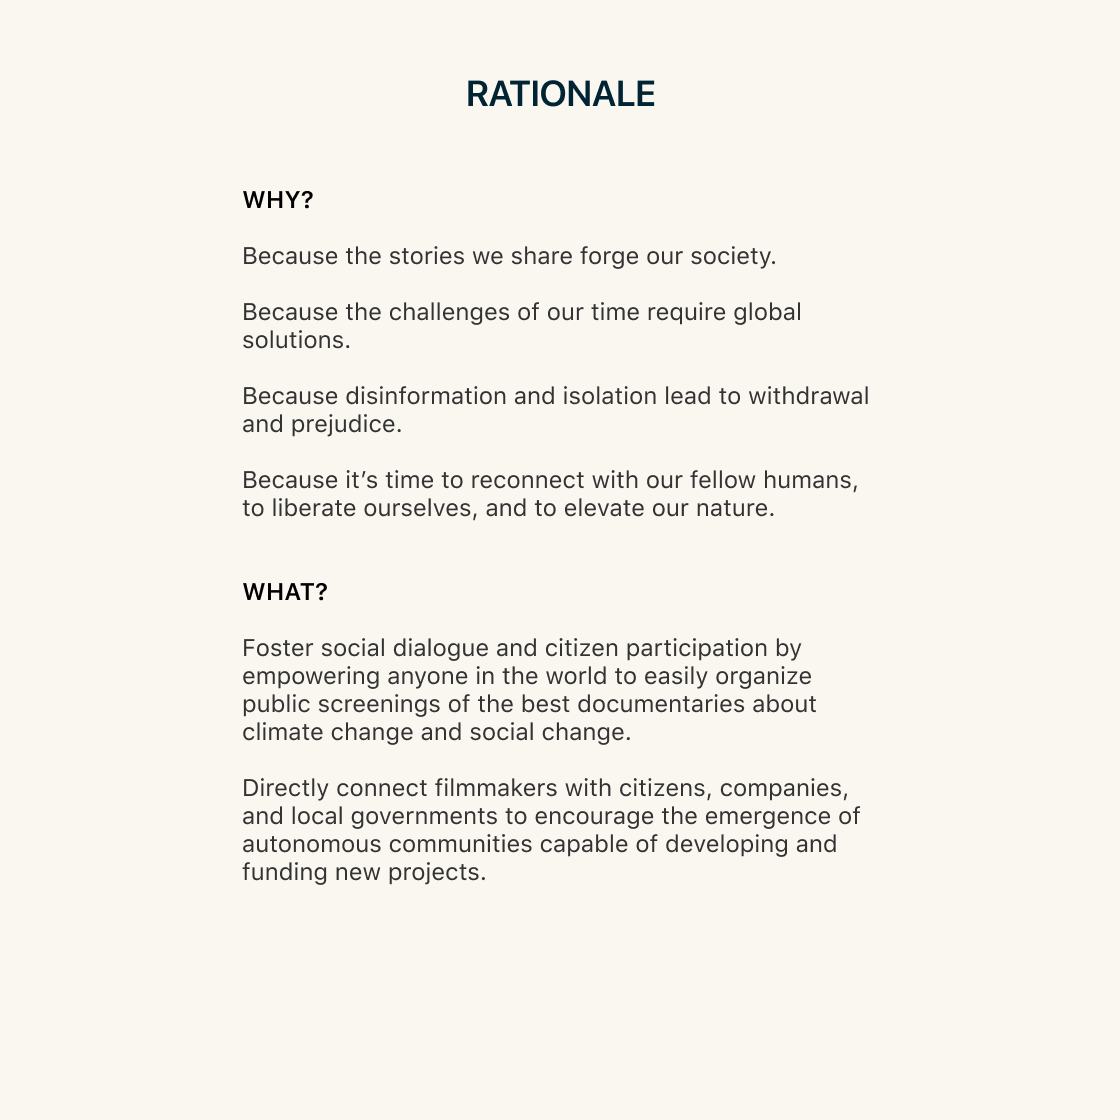 RATIONALE
WHY?
Because the stories we share forge our society.
Because the challenges of our time require global
solutions.
Because disinformation and isolation lead to withdrawal
and prejudice.
Because it’s time to reconnect with our fellow humans,
to liberate ourselves, and to elevate our nature.
WHAT?
Foster social dialogue and citizen participation by
empowering anyone in the world to easily organize
public screenings of the best documentaries about
climate change and social change.
Directly connect filmmakers with citizens, companies,
and local governments to encourage the emergence of
autonomous communities capable of developing and
funding new projects.